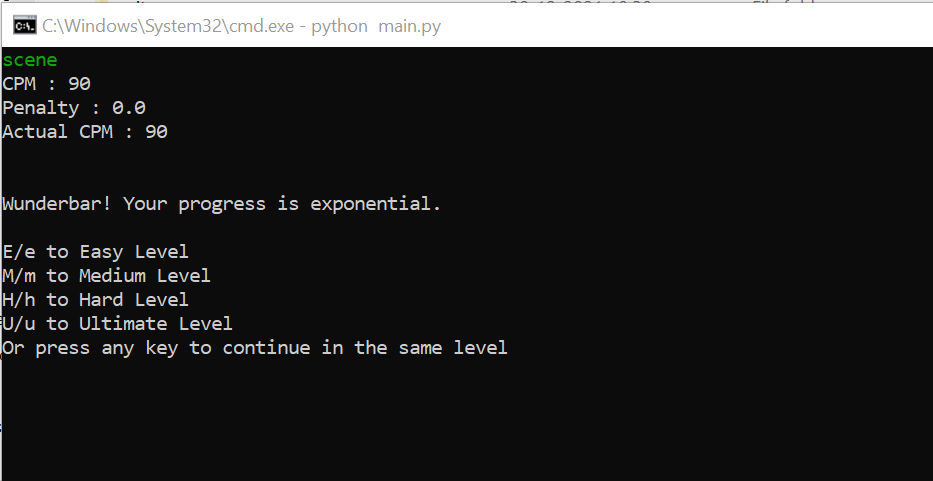 C:\Windows\System32\cmd.exe - python  main.py
scene
CPM : 90
Penalty : 0.0
Actual CPM : 90
Wunderbar! Your progress is exponential.
E/e to Easy Level
M/m to Medium Level
H/h to Hard Level
U/u to Ultimate Level
Or press any key to continue in the same level